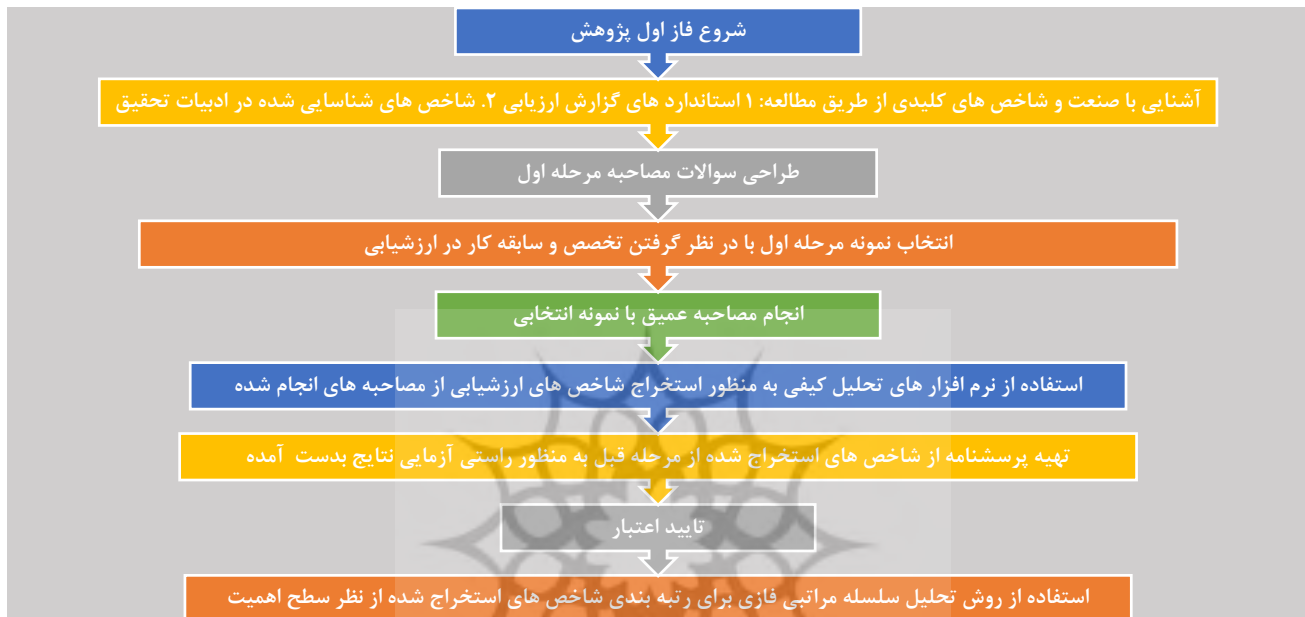 شروع فاز اول پژوهش
آشنایی با صنعت و شاخص های کلیدی از طریق مطالعه: ۱ استاندارد های گزارش ارزیابی ۲. شاخص های شناسایی شده در ادبیات تحقیق
طراحی سوالات مصاحبه مرحله اول
انتخاب نمونه مرحله اول با در نظر گرفتن تخصص و سابقه کار در ارزشیابی
انجام مصاحبه عمیق با نمونه انتخابی
استفاده از نرم افزار های تحلیل کیفی به منظور استخراج شاخص های ارزشیابی از مصاحبه های انجام شده
تهیه پرسشنامه از شاخص های استخراج شده از مرحله قبل به منظور راستی آزمایی نتایج بدست آمده
تایید اعتبار
استفاده از روش تحلیل سلسله مراتبی فازی برای رتبه بندی شاخص های استخراج شده از نظر سطح اهمیت